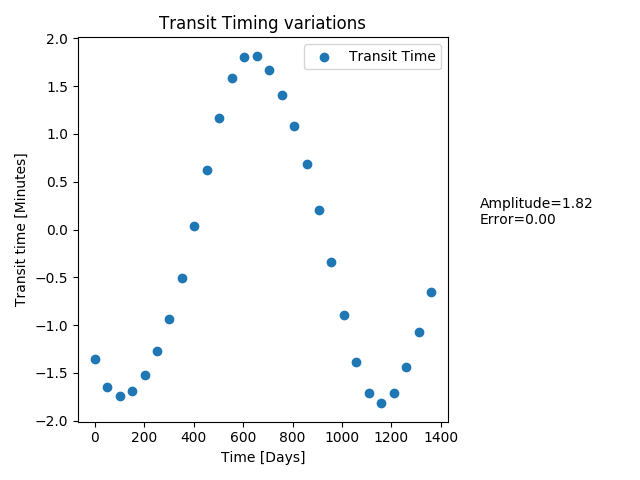 Transit Timing variations
Transit Time
2.0
1.5
1.0
0.5
0.0
−0.5
−1.0
−1.5
−2.0
Transit time [Minutes]
Amplitude=1.82
Error=0.00
0 200 400 600 800 1000 1200 1400
Time [Days]